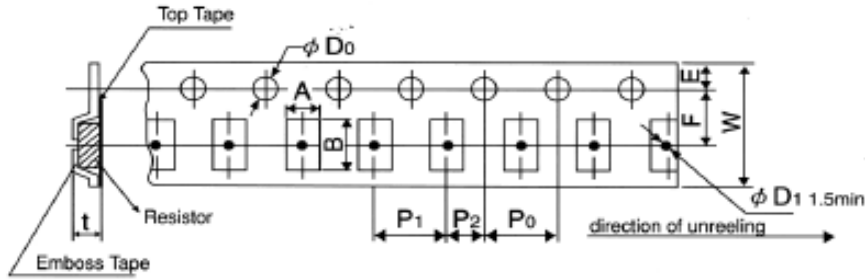 Top Tape
φ D0
A
B
E
F
W
t
Resistor
P1
P2
P0
φ D1 1.5min
direction of unreeling
Emboss Tape